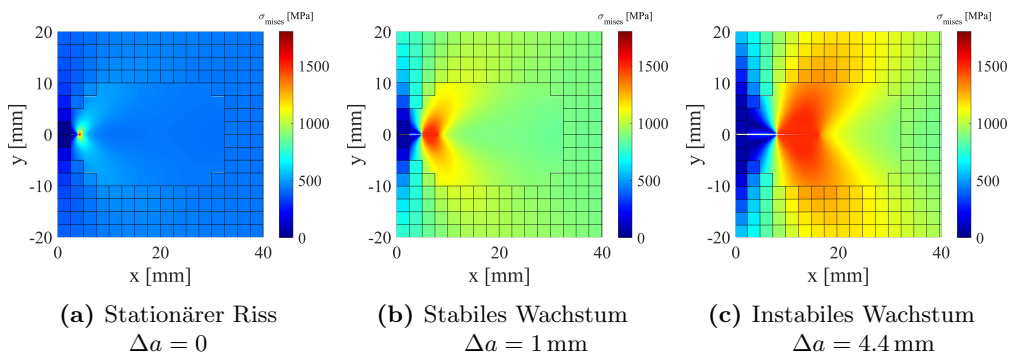 σmises [MPa]
σmises [MPa]
σmises [MPa]
20
10
0
-10
-20
y [mm]
0
20
40
x [mm]
1500
1000
500
0
20
10
0
-10
-20
y [mm]
0
20
40
x [mm]
1500
1000
500
0
20
10
0
-10
-20
y [mm]
0
20
40
x [mm]
1500
1000
500
0
(a) Stationärer Riss
Δa = 0
(b) Stabiles Wachstum
Δa = 1 mm
(c) Instabiles Wachstum
Δa = 4.4 mm